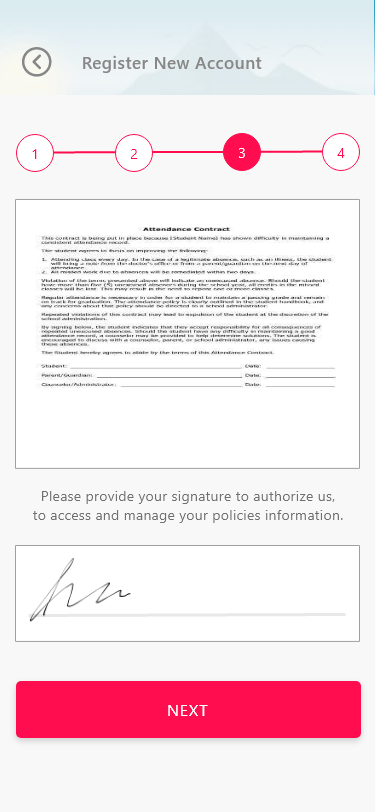 Register New Account
1 2 3 4
Attendance Contract
This contract is being put in place because [Student Name] has shown difficulty in maintaining a
consistent attendance record.
The student agrees to focus on improving the following:
1. Attending class every day. In the case of a legitimate absence, such as an illness, the student
will bring a note from the doctor's office or from a parent/guardian on the next day of
attendance.
2. All missed work due to absences will be remediated within two days.
Violation of the terms presented above will result in the need for remediation. Should the student
have more than five (5) unexcused absences during the school year, all credits in the missed
classes will be lost. This may result in the need to repeat one or more classes.
Regular attendance is necessary in order for a student to maintain a passing grade and remain
on track for graduation. The attendance policy is clearly outlined in the student handbook, and
any concerns about that policy should be directed to a school administrator.
Repeated violations of this contract may lead to expulsion of the student at the discretion of the
school administration.
By signing below, the student indicates that they accept responsibility for all consequences of
repeated unexcused absences. Should the student have any difficulty in maintaining a good
attendance record, a counselor may be provided to help determine solutions. The student is
encouraged to discuss with a counselor, parent, or school administrator, any issues causing
these absences.
The Student hereby agrees to abide by the terms of this Attendance Contract.
Student: Date:
Parent/Guardian: Date:
Counselor/Administrator: Date:
Please provide your signature to authorize us,
to access and manage your policies information.
NEXT